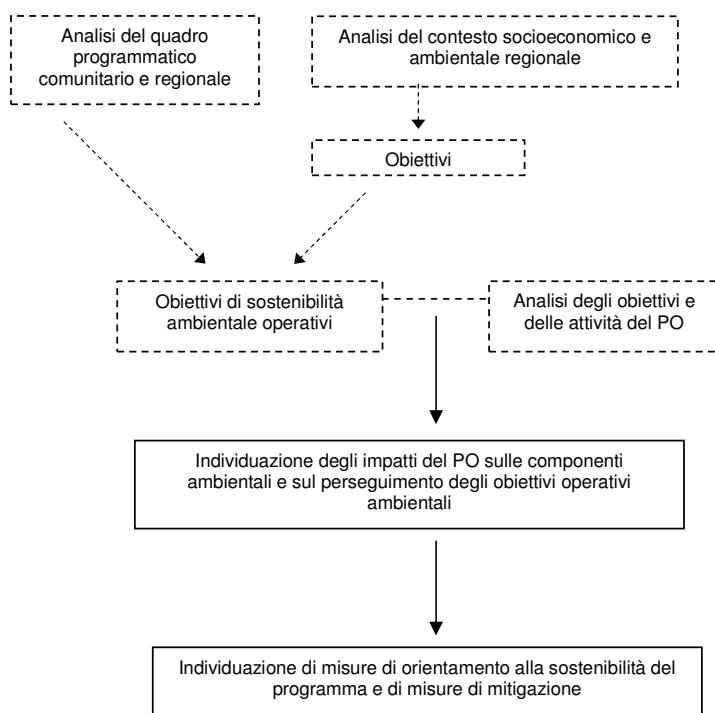 Analisi del quadro
programmatico
comunitario e regionale
Analisi del contesto socioeconomico e
ambientale regionale
Obiettivi
Obiettivi di sostenibilità
ambientale operativi
Analisi degli obiettivi e
delle attività del PO
Individuazione degli impatti del PO sulle componenti
ambientali e sul perseguimento degli obiettivi operativi
ambientali
Individuazione di misure di orientamento alla sostenibilità del
programma e di misure di mitigazione